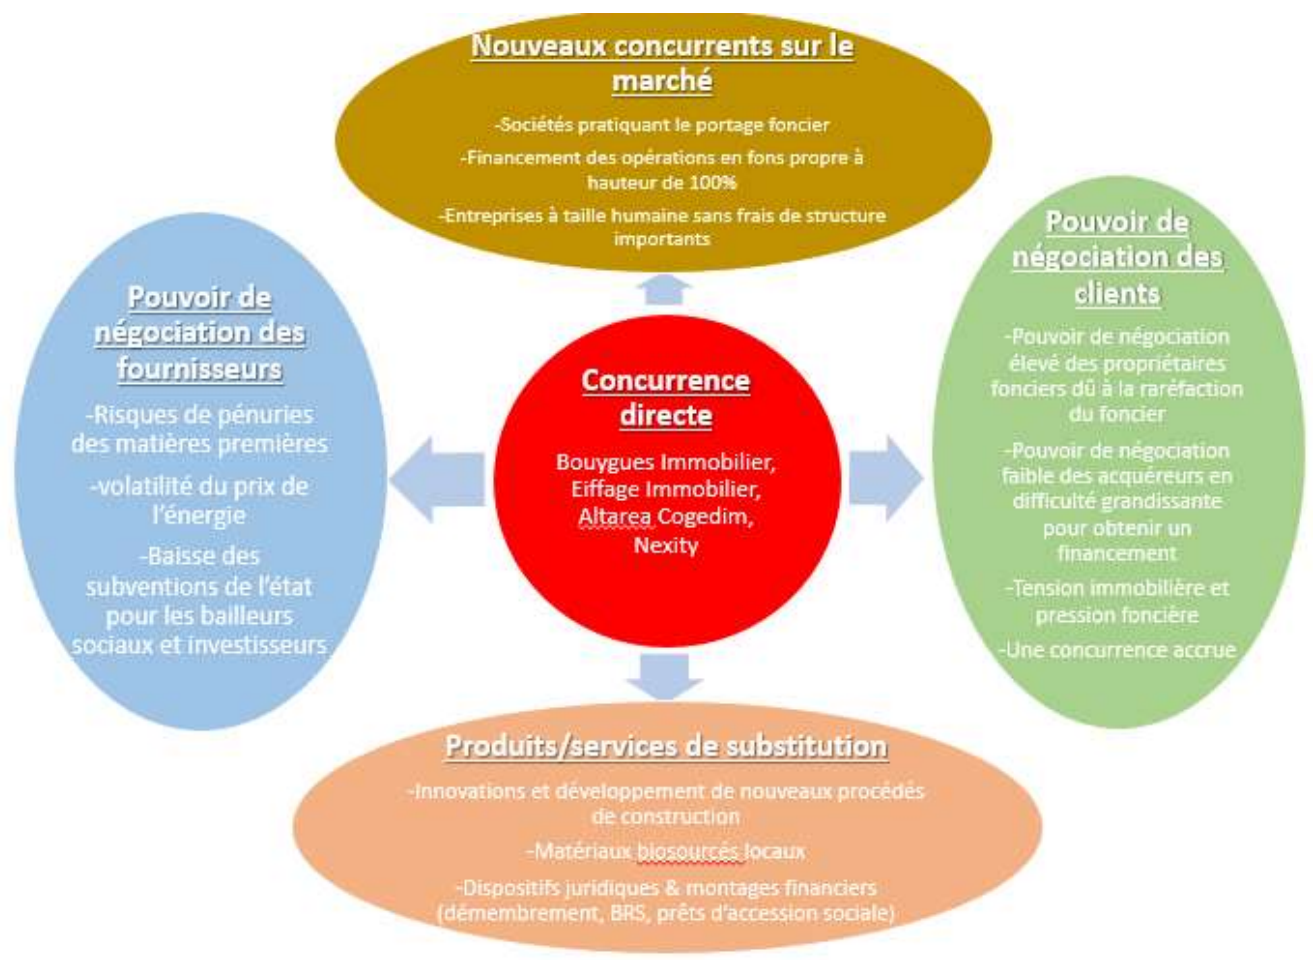 Nouveaux concurrents sur le
marché
-Sociétés pratiquant le portage foncier
-Financement des opérations en fons propre à
hauteur de 100%
-Entreprises à taille humaine sans frais de structure
importants
Pouvoir de
négociation des
fournisseurs
-Risques de pénuries
des matières premières
-volatilité du prix de
l'énergie
-Baisse des
subventions de l'état
pour les bailleurs
sociaux et investisseurs
Concurrence
directe
Bouygues Immobilier,
Eiffage Immobilier,
Altarea Cogedim,
Nexity
Pouvoir de
négociation des
clients
-Pouvoir de négociation
élevé des propriétaires
fonciers dû à la raréfaction
du foncier
-Pouvoir de négociation
faible des acquéreurs en
difficulté grandissante
pour obtenir un
financement
-Tension immobilière et
pression foncière
-Une concurrence accrue
Produits/services de substitution
-Innovations et développement de nouveaux procédés
de construction
-Matériaux biosourcés locaux
-Dispositifs juridiques & montages financiers
(démembrement, BRS, prêts d'accession sociale)